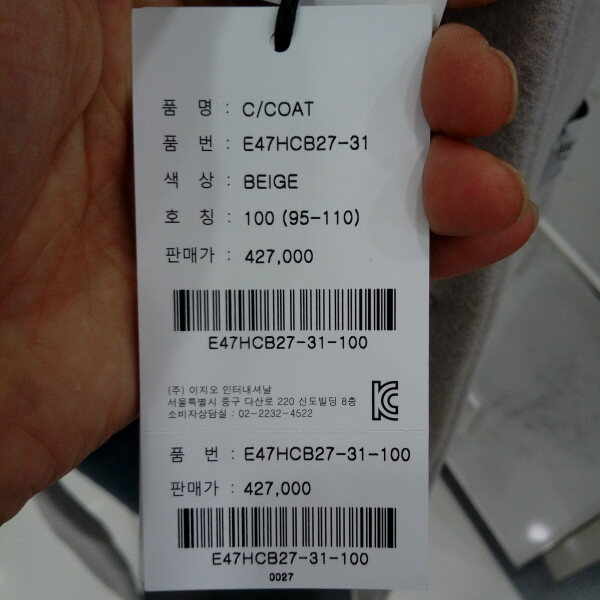 품 명 : C/COAT
품 번 : E47HCB27-31
색 상 : BEIGE
호 칭 : 100 (95-110)
판매가 : 427,000
E47HCB27-31-100
(주) 이지오 인터내셔날
서울특별시 중구 다산로 220 신도빌딩 8층
소비자상담실 : 02-2232-4522
품 번 : E47HCB27-31-100
판매가 : 427,000
E47HCB27-31-100
0027